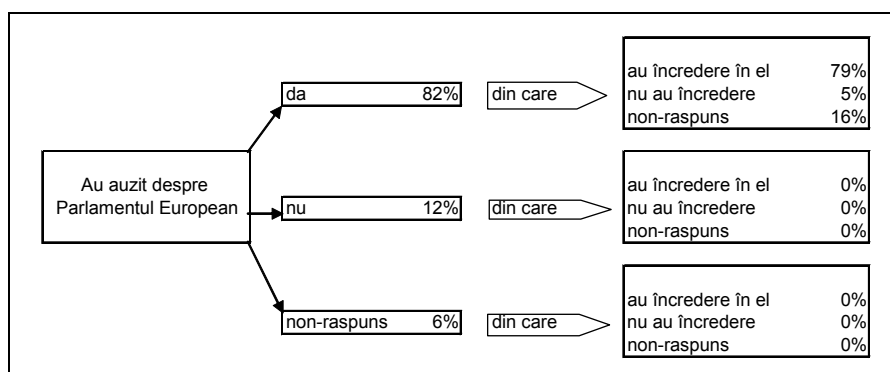 Au auzit despre
Parlamentul European
da 82%
din care
au încredere în el 79%
nu au încredere 5%
non-raspuns 16%
nu 12%
din care
au încredere în el 0%
nu au încredere 0%
non-raspuns 0%
non-raspuns 6%
din care
au încredere în el 0%
nu au încredere 0%
non-raspuns 0%